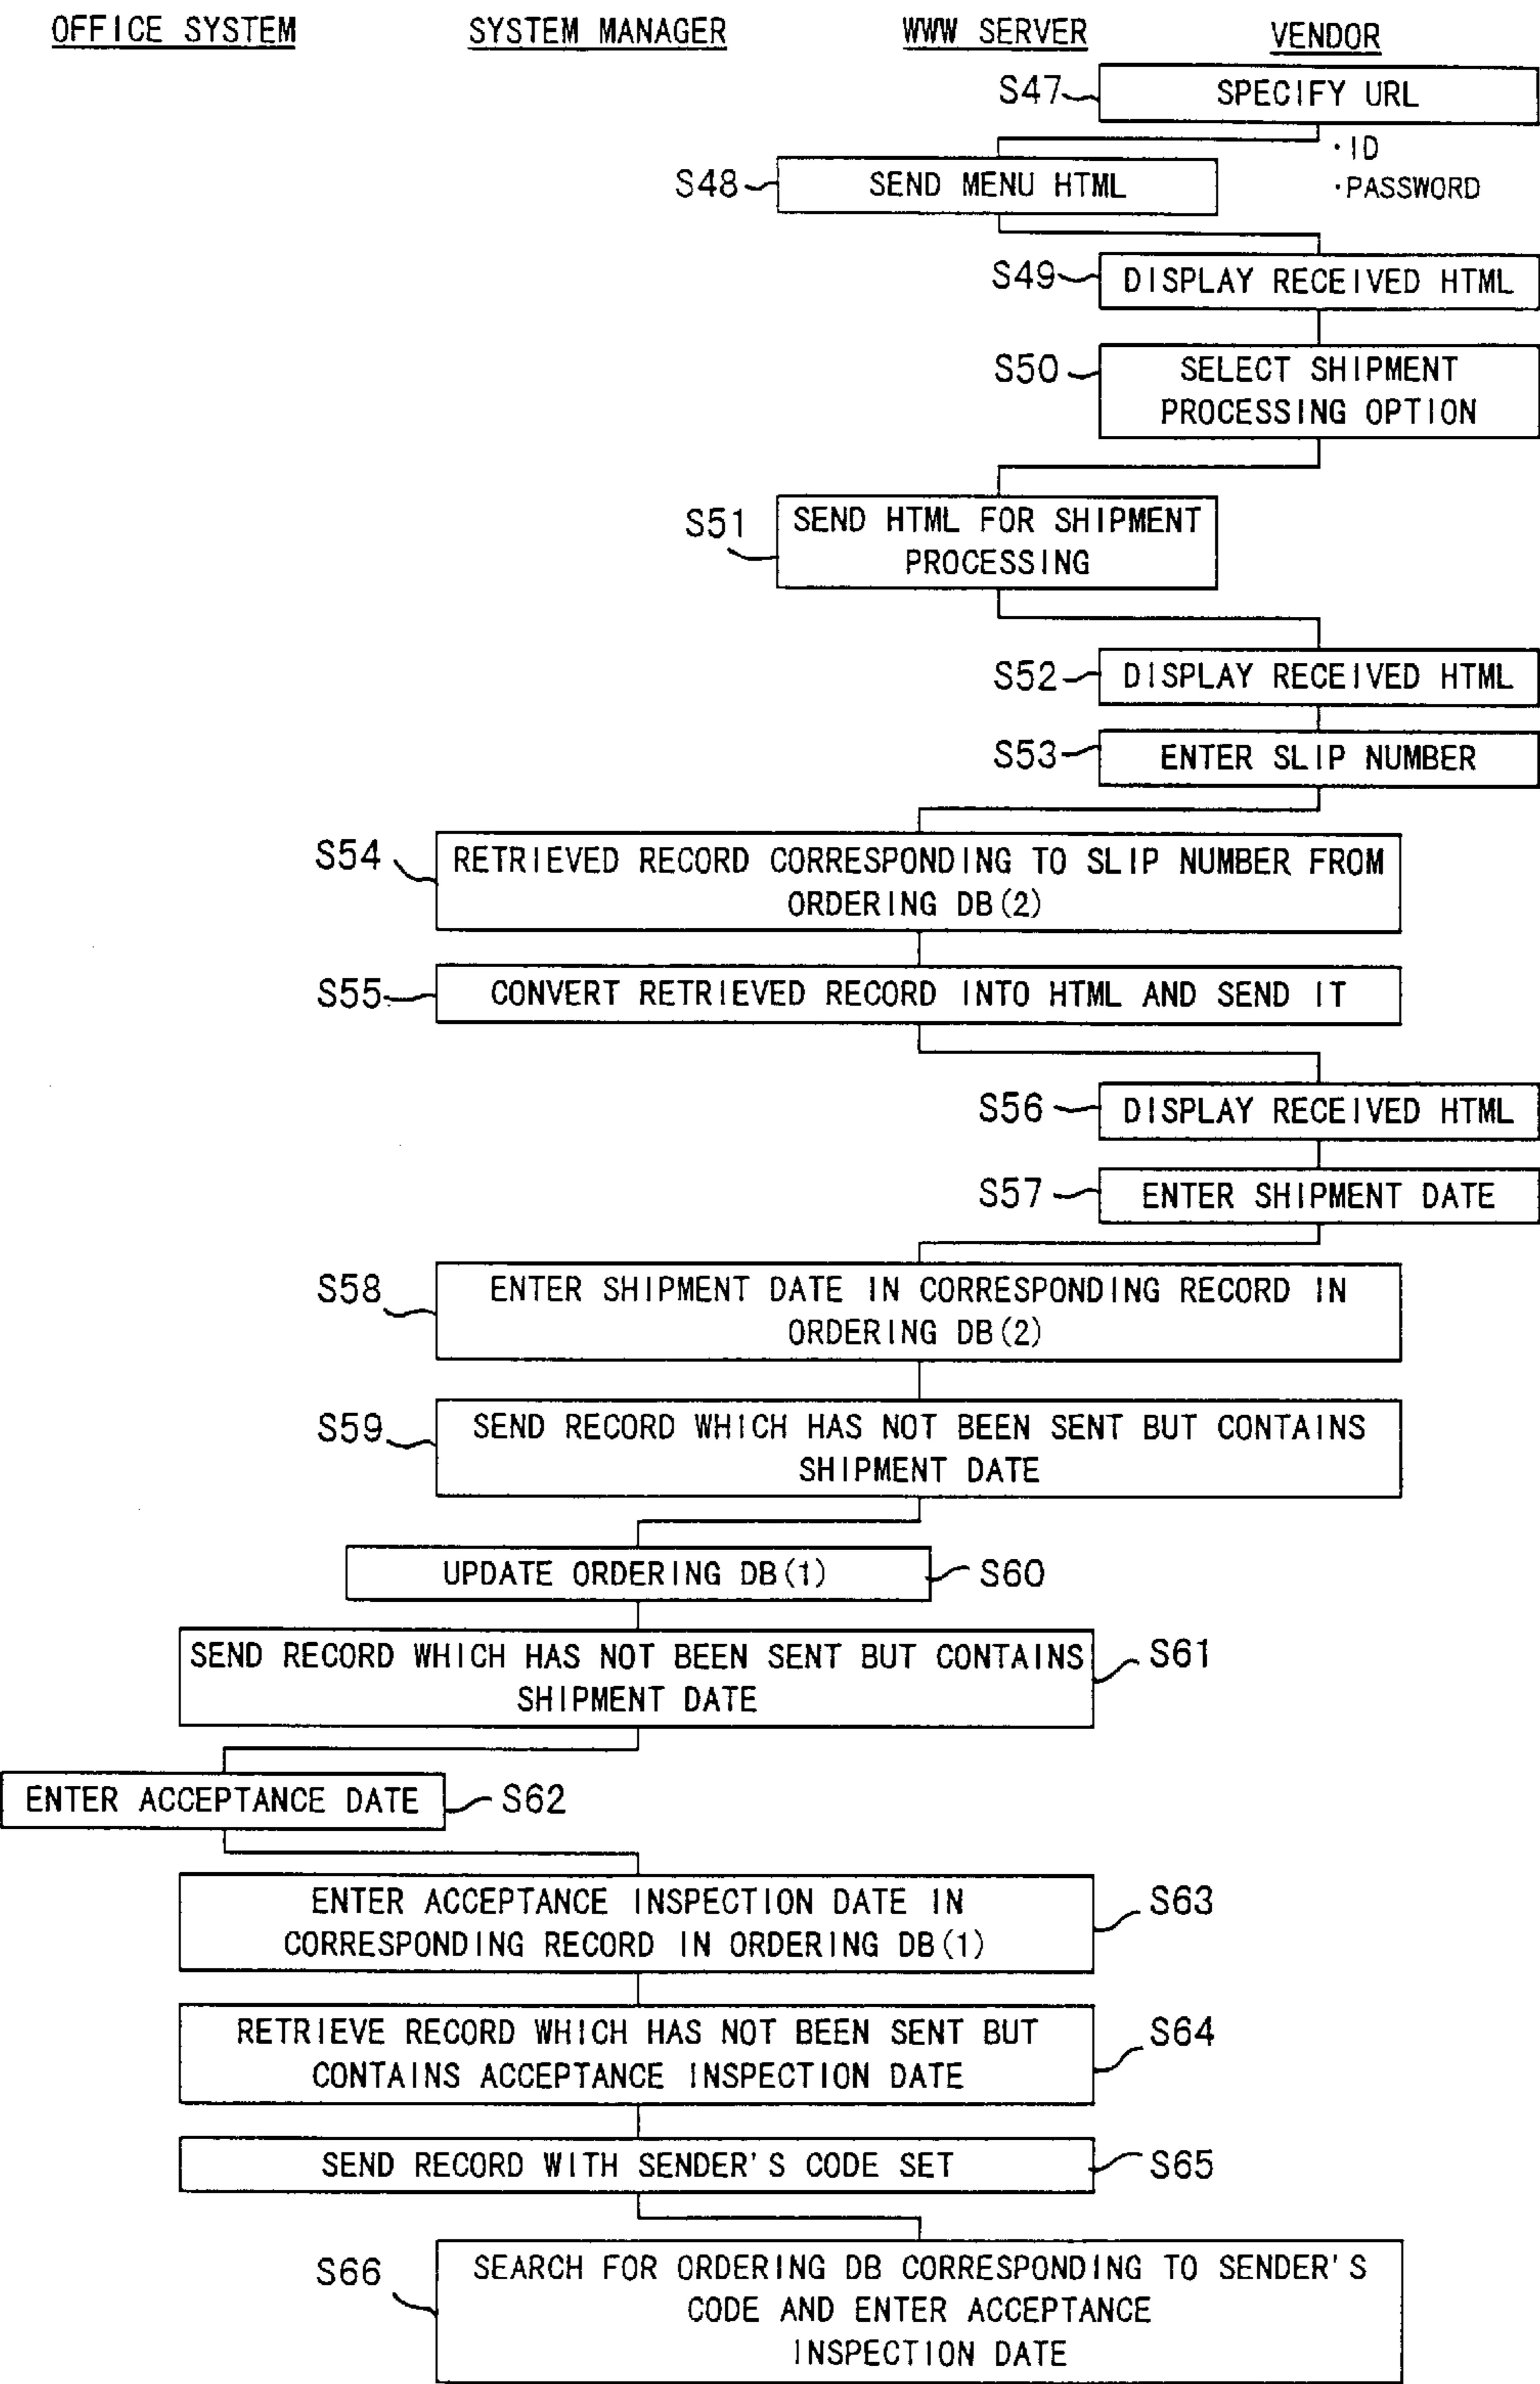 OFFICE SYSTEM SYSTEM MANAGER WWW SERVER VENDOR
S47 SPECIFY URL
·ID
·PASSWORD
S48 SEND MENU HTML
S49 DISPLAY RECEIVED HTML
S50 SELECT SHIPMENT
PROCESSING OPTION
S51 SEND HTML FOR SHIPMENT
PROCESSING
S52 DISPLAY RECEIVED HTML
S53 ENTER SLIP NUMBER
S54 RETRIEVED RECORD CORRESPONDING TO SLIP NUMBER FROM
ORDERING DB(2)
S55 CONVERT RETRIEVED RECORD INTO HTML AND SEND IT
S56 DISPLAY RECEIVED HTML
S57 ENTER SHIPMENT DATE
S58 ENTER SHIPMENT DATE IN CORRESPONDING RECORD IN
ORDERING DB(2)
S59 SEND RECORD WHICH HAS NOT BEEN SENT BUT CONTAINS
SHIPMENT DATE
UPDATE ORDERING DB(1) S60
SEND RECORD WHICH HAS NOT BEEN SENT BUT CONTAINS S61
SHIPMENT DATE
ENTER ACCEPTANCE DATE S62
ENTER ACCEPTANCE INSPECTION DATE IN S63
CORRESPONDING RECORD IN ORDERING DB(1)
RETRIEVE RECORD WHICH HAS NOT BEEN SENT BUT S64
CONTAINS ACCEPTANCE INSPECTION DATE
SEND RECORD WITH SENDER'S CODE SET S65
S66 SEARCH FOR ORDERING DB CORRESPONDING TO SENDER'S
CODE AND ENTER ACCEPTANCE
INSPECTION DATE